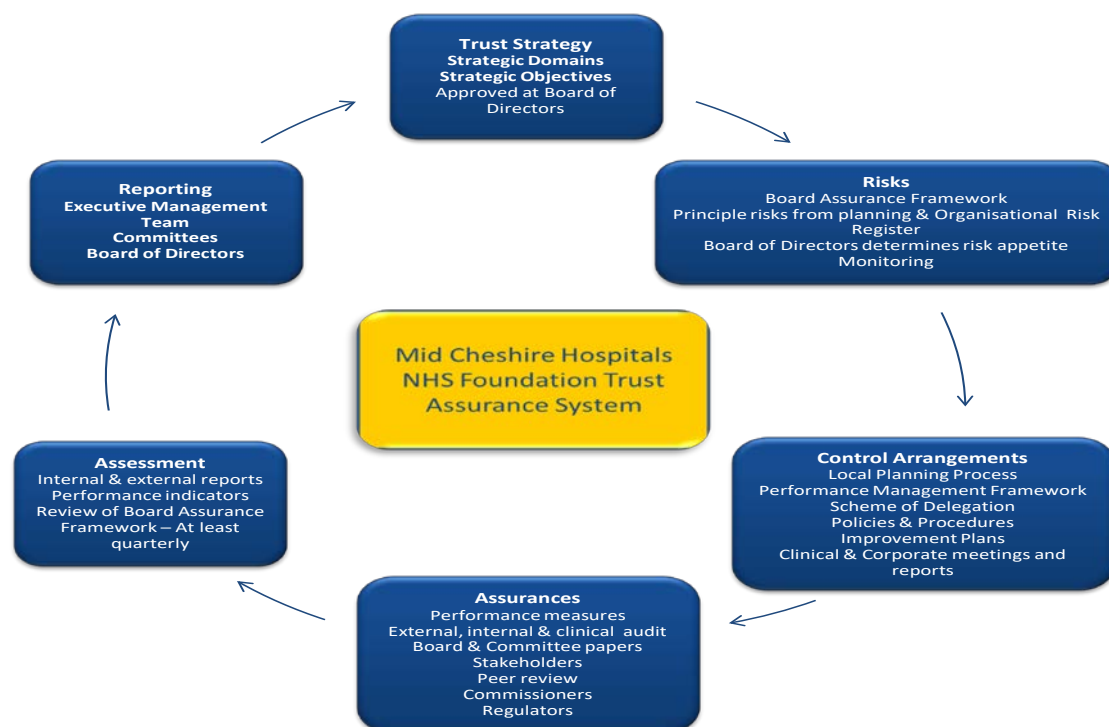 Trust Strategy
Strategic Domains
Strategic Objectives
Approved at Board of
Directors
Risks
Board Assurance Framework
Principle risks from planning & Organisational Risk
Register
Board of Directors determines risk appetite
Monitoring
Control Arrangements
Local Planning Process
Performance Management Framework
Scheme of Delegation
Policies & Procedures
Improvement Plans
Clinical & Corporate meetings and
reports
Assurances
Performance measures
External, internal & clinical audit
Board & Committee papers
Stakeholders
Peer review
Commissioners
Regulators
Assessment
Internal & external reports
Performance indicators
Review of Board Assurance
Framework – At least
quarterly
Reporting
Executive Management
Team
Committees
Board of Directors
Mid Cheshire Hospitals
NHS Foundation Trust
Assurance System